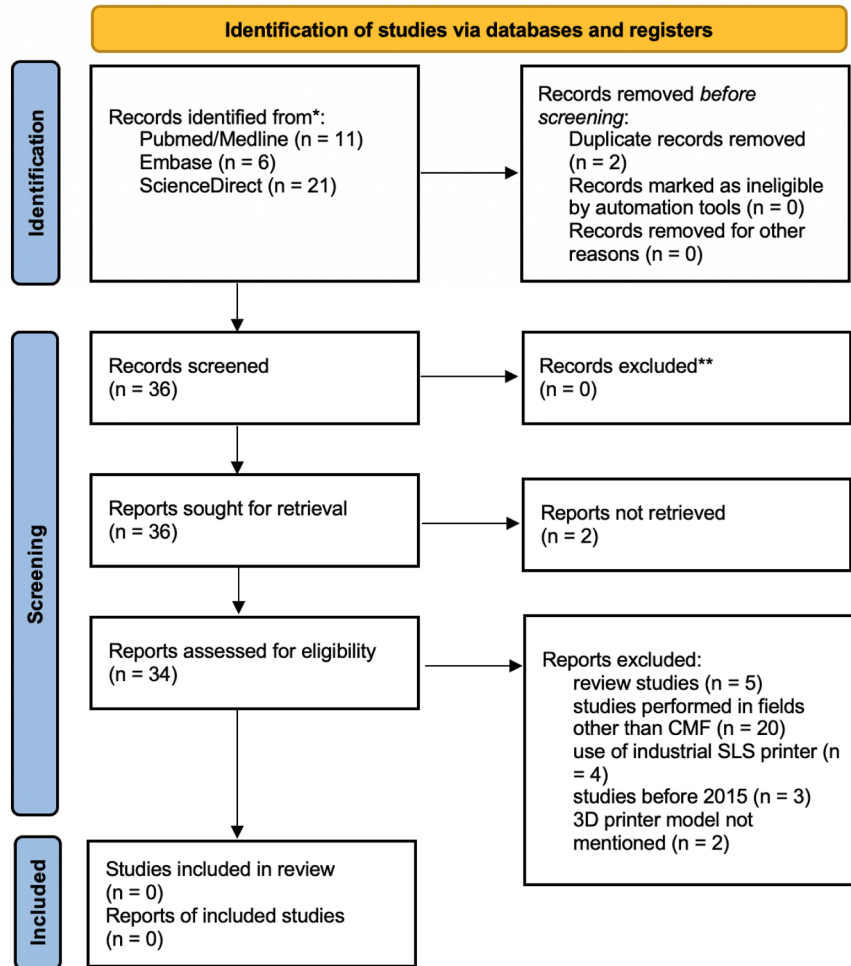 Identification of studies via databases and registers
Identification
Records identified from*:
Pubmed/Medline (n = 11)
Embase (n = 6)
ScienceDirect (n = 21)
Records removed before
screening:
Duplicate records removed
(n = 2)
Records marked as ineligible
by automation tools (n = 0)
Records removed for other
reasons (n = 0)
Screening
Records screened
(n = 36)
Records excluded**
(n = 0)
Reports sought for retrieval
(n = 36)
Reports not retrieved
(n = 2)
Reports assessed for eligibility
(n = 34)
Reports excluded:
review studies (n = 5)
studies performed in fields
other than CMF (n = 20)
use of industrial SLS printer (n
= 4)
studies before 2015 (n = 3)
3D printer model not
mentioned (n = 2)
Included
Studies included in review
(n = 0)
Reports of included studies
(n = 0)